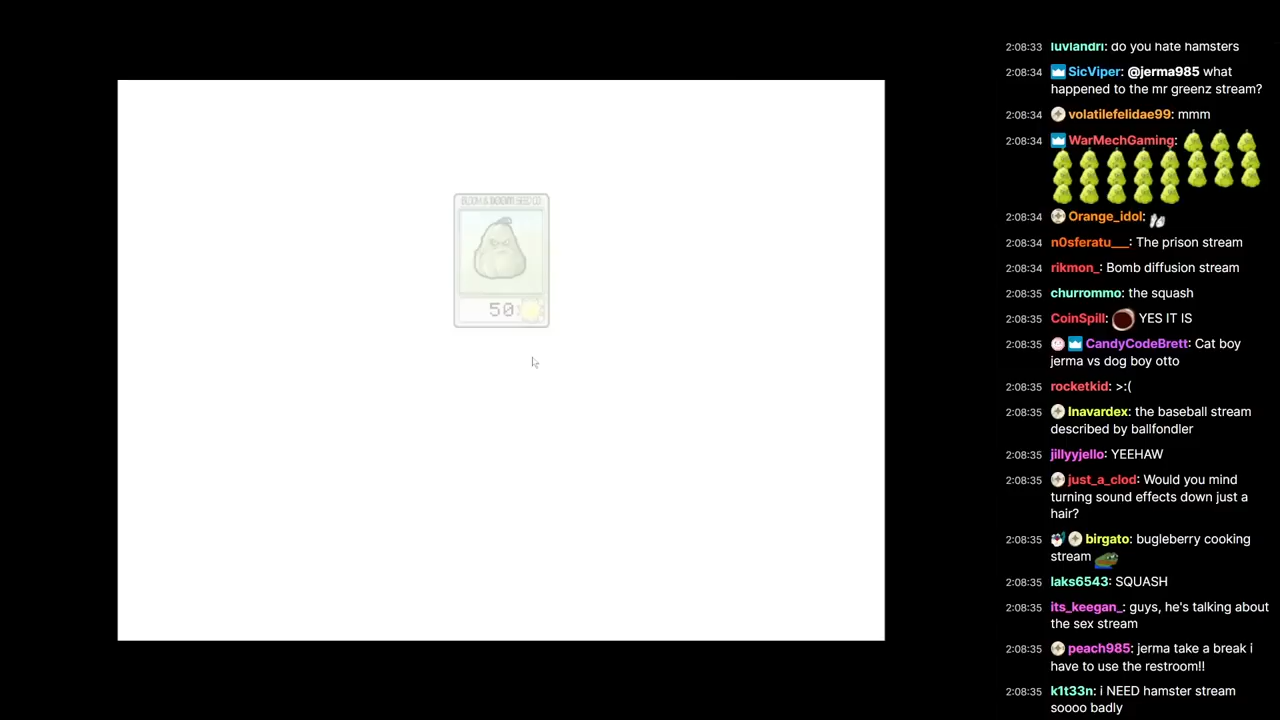 BLOOM & DOOM SEED CO
50
2:08:33 luvlandri: do you hate hamsters
2:08:34 SicViper: @jerma985 what
happened to the mr greenz stream?
2:08:34 volatilefelidae99: mmm
2:08:34 WarMechGaming:
2:08:34 Orange_idol:
2:08:34 n0sferatu___: The prison stream
2:08:34 rikmon_: Bomb diffusion stream
2:08:35 churrommo: the squash
2:08:35 CoinSpill: YES IT IS
2:08:35 CandyCodeBrett: Cat boy
jerma vs dog boy otto
2:08:35 rocketkid: >:(
2:08:35 lnavardex: the baseball stream
described by ballfondler
2:08:35 jillyyjello: YEEHAW
2:08:35 just_a_clod: Would you mind
turning sound effects down just a
hair?
2:08:35 birgato: bugleberry cooking
stream
2:08:35 laks6543: SQUASH
2:08:35 its_keegan_: guys, he's talking about
the sex stream
2:08:35 peach985: jerma take a break i
have to use the restroom!!
2:08:35 k1t33n: i NEED hamster stream
soooo badly